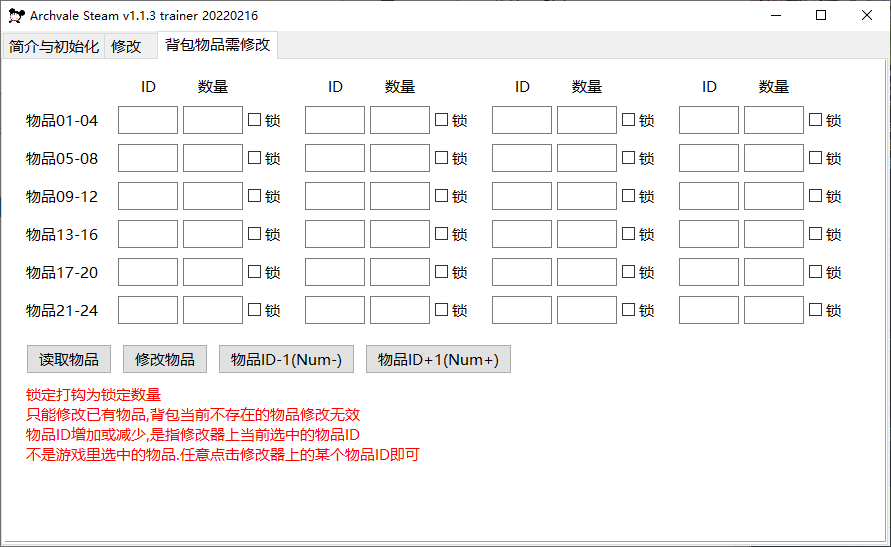 Archvale Steam v1.1.3 trainer 20220216
简介与初始化 修改 背包物品需修改
ID 数量 ID 数量 ID 数量 ID 数量
物品01-04 锁 锁 锁 锁
物品05-08 锁 锁 锁 锁
物品09-12 锁 锁 锁 锁
物品13-16 锁 锁 锁 锁
物品17-20 锁 锁 锁 锁
物品21-24 锁 锁 锁 锁
读取物品 修改物品 物品ID-1(Num-) 物品ID+1(Num+)
锁定打钩为锁定数量
只能修改已有物品,背包当前不存在的物品修改无效
物品ID增加或减少,是指修改器上当前选中的物品ID
不是游戏里选中的物品.任意点击修改器上的某个物品ID即可